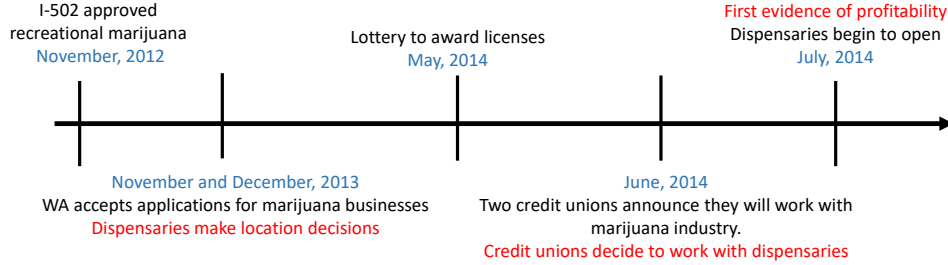 I-502 approved
recreational marijuana
November, 2012
Lottery to award licenses
May, 2014
First evidence of profitability
Dispensaries begin to open
July, 2014
November and December, 2013
WA accepts applications for marijuana businesses
Dispensaries make location decisions
June, 2014
Two credit unions announce they will work with
marijuana industry.
Credit unions decide to work with dispensaries